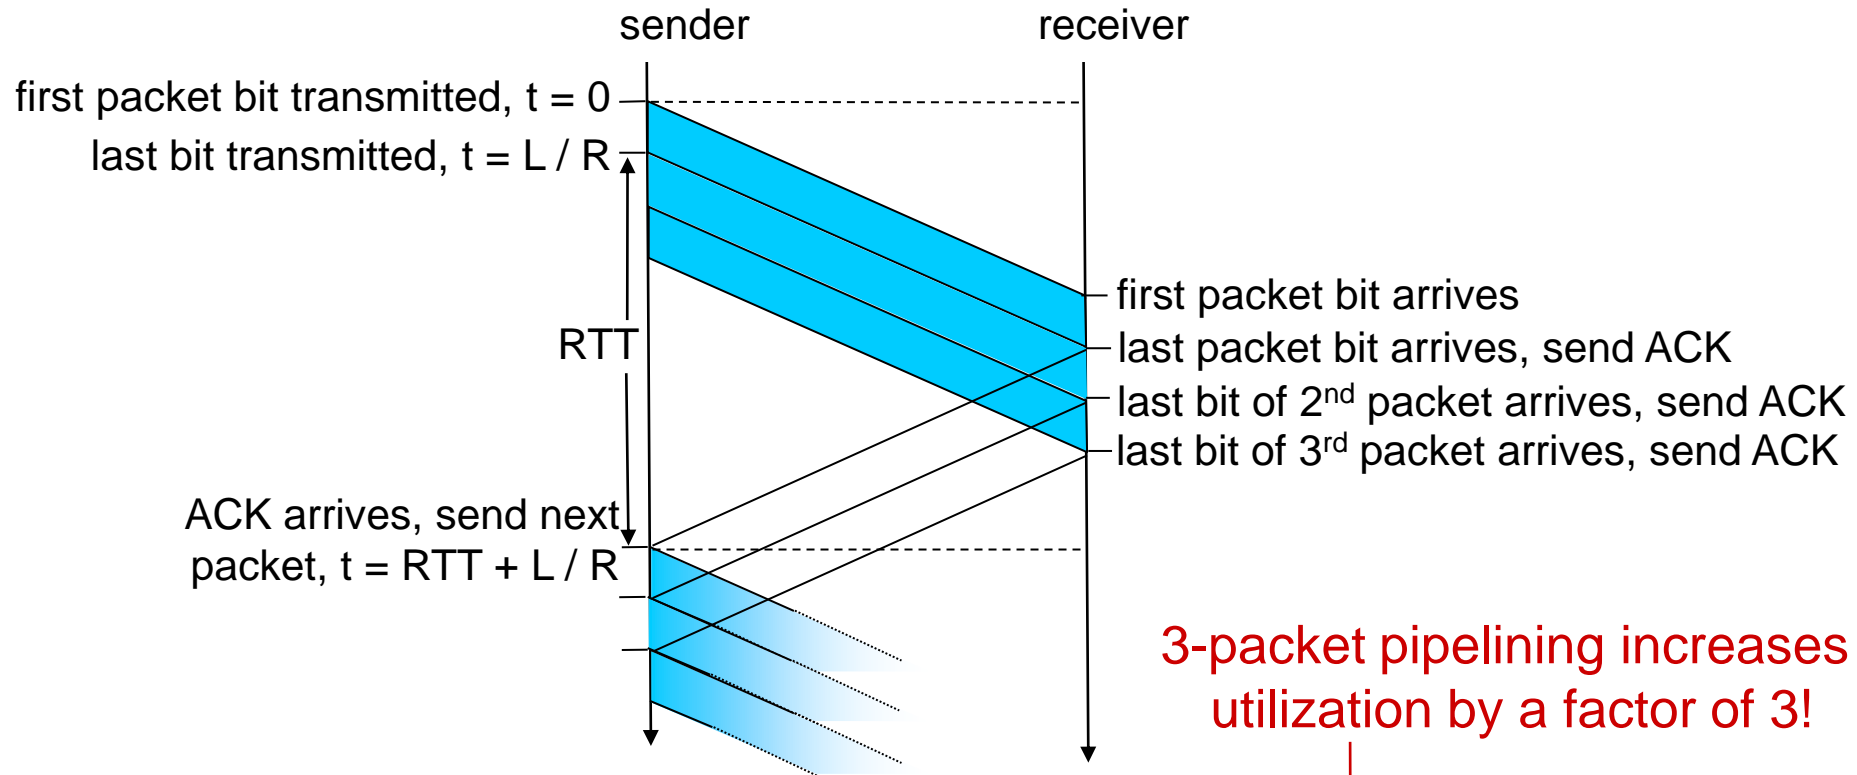 sender
receiver
first packet bit transmitted, t = 0
last bit transmitted, t = L / R
first packet bit arrives
RTT
last packet bit arrives, send ACK
last bit of 2nd packet arrives, send ACK
last bit of 3rd packet arrives, send ACK
ACK arrives, send next
packet, t = RTT + L / R
3-packet pipelining increases
utilization by a factor of 3!